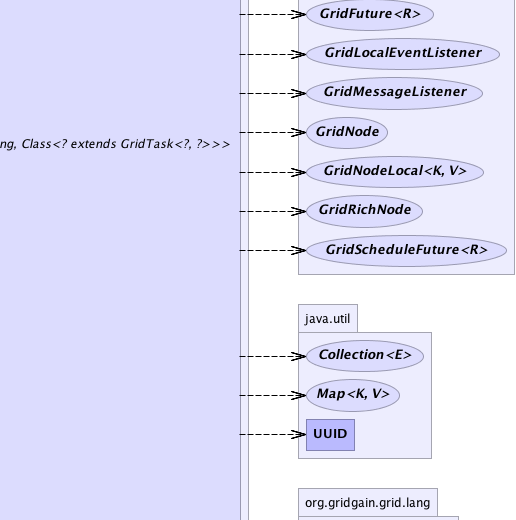 GridFuture<R>
GridLocalEventListener
GridMessageListener
GridNode
ng, Class<? extends GridTask<?, ?>>>
GridNodeLocal<K, V>
GridRichNode
GridScheduleFuture<R>
java.util
Collection<E>
Map<K, V>
UUID
org.gridgain.grid.lang